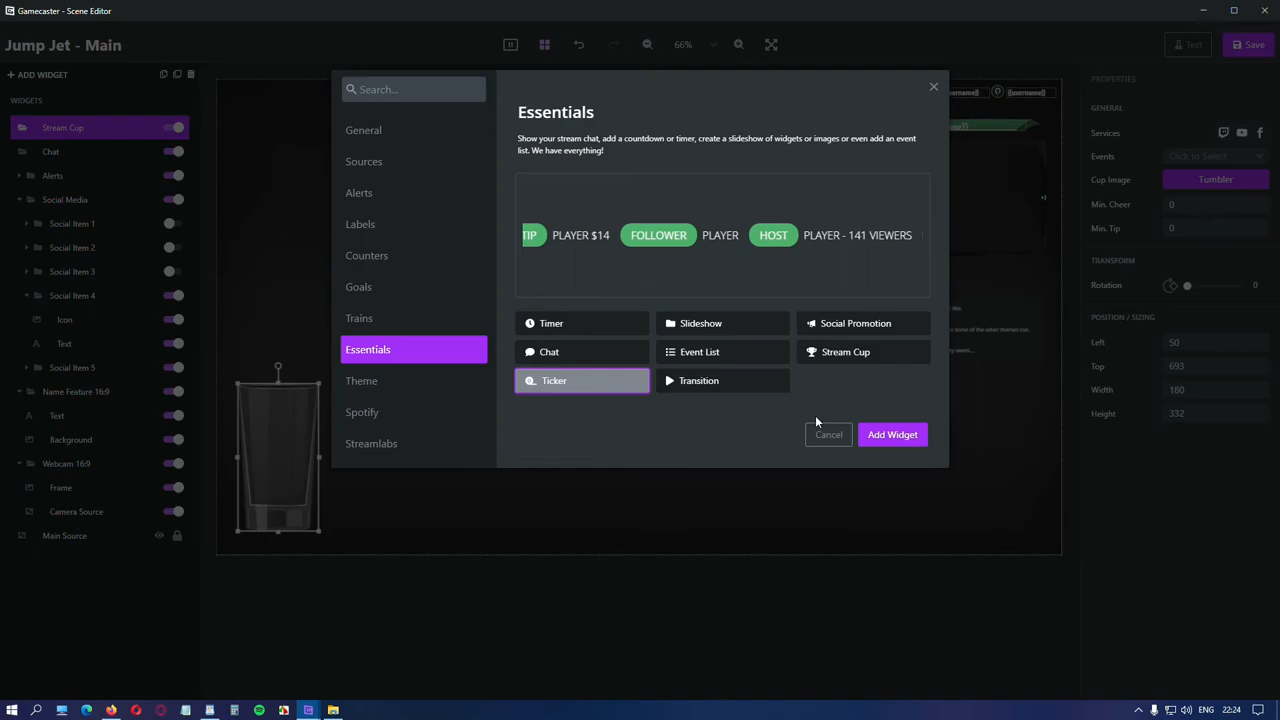 Gamecaster - Scene Editor
Jump Jet - Main
66%
Test
Save
ADD WIDGET
WIDGETS
Stream Cup
Chat
Alerts
Social Media
Social Item 1
Social Item 2
Social Item 3
Social Item 4
Icon
Text
Social Item 5
Name Feature 16:9
Text
Background
Webcam 16:9
Frame
Camera Source
Main Source
Search...
General
Sources
Alerts
Labels
Counters
Goals
Trains
Essentials
Theme
Spotify
Streamlabs
Essentials
Show your stream chat, add a countdown or timer, create a slideshow of widgets or images or even add an event
list. We have everything!
TIP PLAYER $14 FOLLOWER PLAYER HOST PLAYER - 141 VIEWERS
Timer Slideshow Social Promotion
Chat Event List Stream Cup
Ticker Transition
Cancel Add Widget
{{username}}
PROPERTIES
GENERAL
Services
Events Click to Select
Cup Image Tumbler
Min. Cheer 0
Min. Tip 0
TRANSFORM
Rotation 0
POSITION / SIZING
Left 50
Top 693
Width 180
Height 332
ENG 22:24